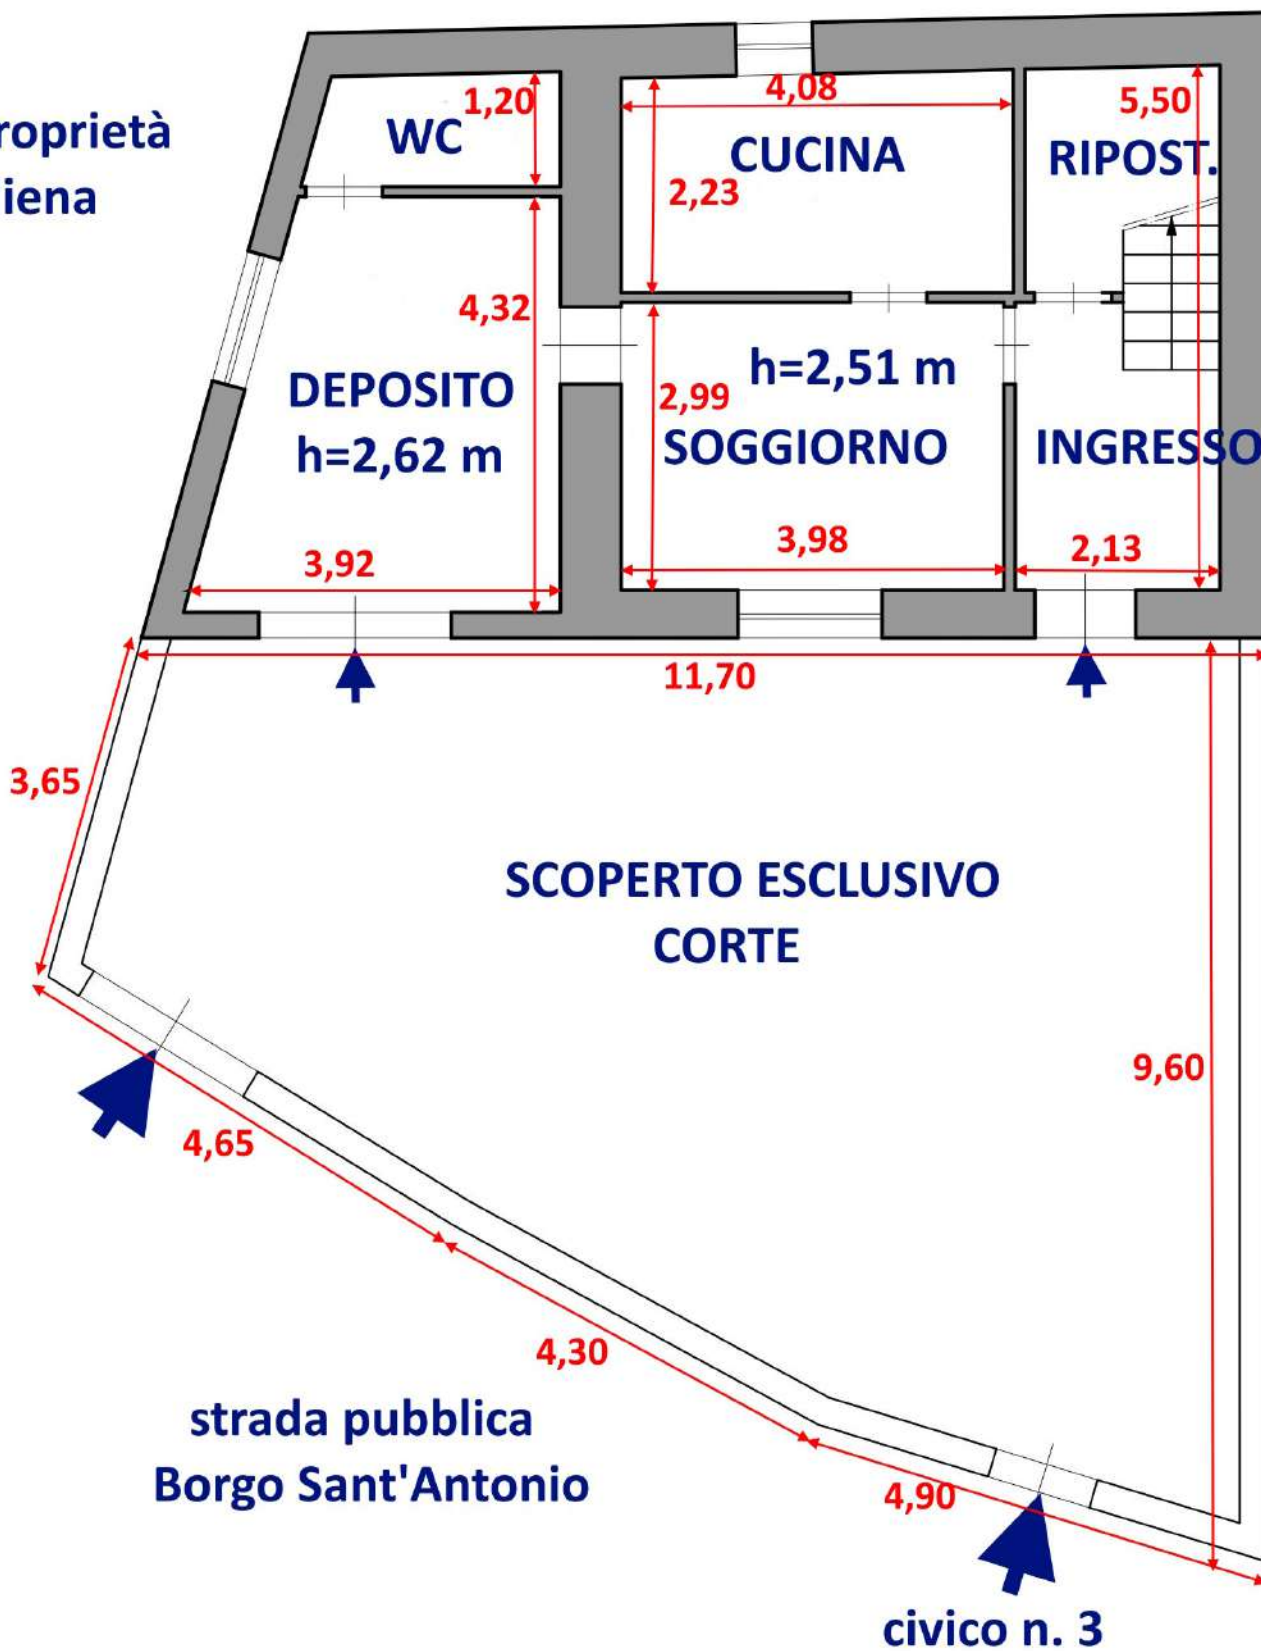 roprietà
iena
WC
1,20
4,08
CUCINA
2,23
5,50
RIPOST.
4,32
DEPOSITO
h=2,62 m
3,92
h=2,51 m
2,99
SOGGIORNO
3,98
INGRESSO
2,13
11,70
3,65
SCOPERTO ESCLUSIVO
CORTE
9,60
4,65
4,30
4,90
strada pubblica
Borgo Sant'Antonio
civico n. 3